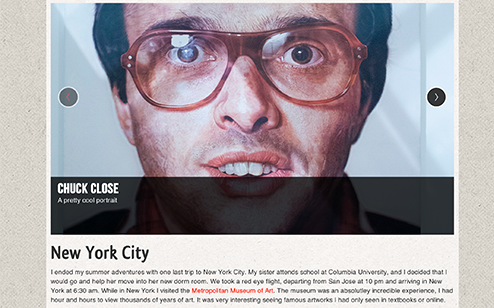 CHUCK CLOSE
A pretty cool portrait
New York City
I ended my summer adventures with one last trip to New York City. My sister attends school at Columbia University, and I decided that I
would go and help her move into her new dorm room. We took a red eye flight, departing from San Jose at 10 pm and arriving in New
York at 6:30 am. While in New York I visited the Metropolitan Museum of Art. The museum was an absolutley incredible experience, I had
hour and hours to view thousands of years of art. It was very interesting seeing famous artworks I had only seen in textbooks or online.